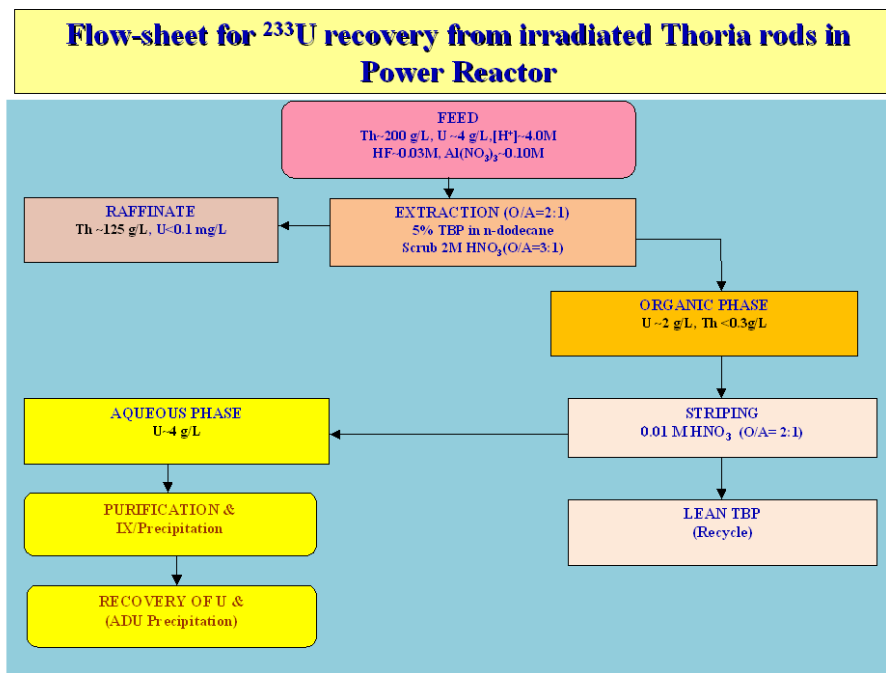 Flow-sheet for ²³³U recovery from irradiated Thoria rods in
Power Reactor
FEED
Th~200 g/L, U ~4 g/L,[H⁺]~4.0M
HF~0.03M, Al(NO₃)₃~0.10M
RAFFINATE
Th ~125 g/L, U<0.1 mg/L
EXTRACTION (O/A=2:1)
5% TBP in n-dodecane
Scrub 2M HNO₃(O/A=3:1)
ORGANIC PHASE
U ~2 g/L, Th <0.3g/L
AQUEOUS PHASE
U~4 g/L
STRIPING
0.01 M HNO₃ (O/A= 2:1)
PURIFICATION &
IX/Precipitation
LEAN TBP
(Recycle)
RECOVERY OF U &
(ADU Precipitation)